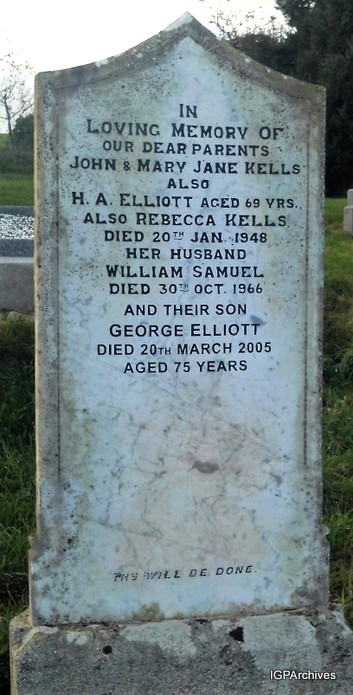 IN
LOVING MEMORY OF
OUR DEAR PARENTS
JOHN & MARY JANE KELLS
ALSO
H. A. ELLIOTT AGED 69 YRS.
ALSO REBECCA KELLS
DIED 20TH JAN. 1948
HER HUSBAND
WILLIAM SAMUEL
DIED 30TH OCT. 1966
AND THEIR SON
GEORGE ELLIOTT
DIED 20TH MARCH 2005
AGED 75 YEARS
THY WILL BE DONE.
IGPArchives